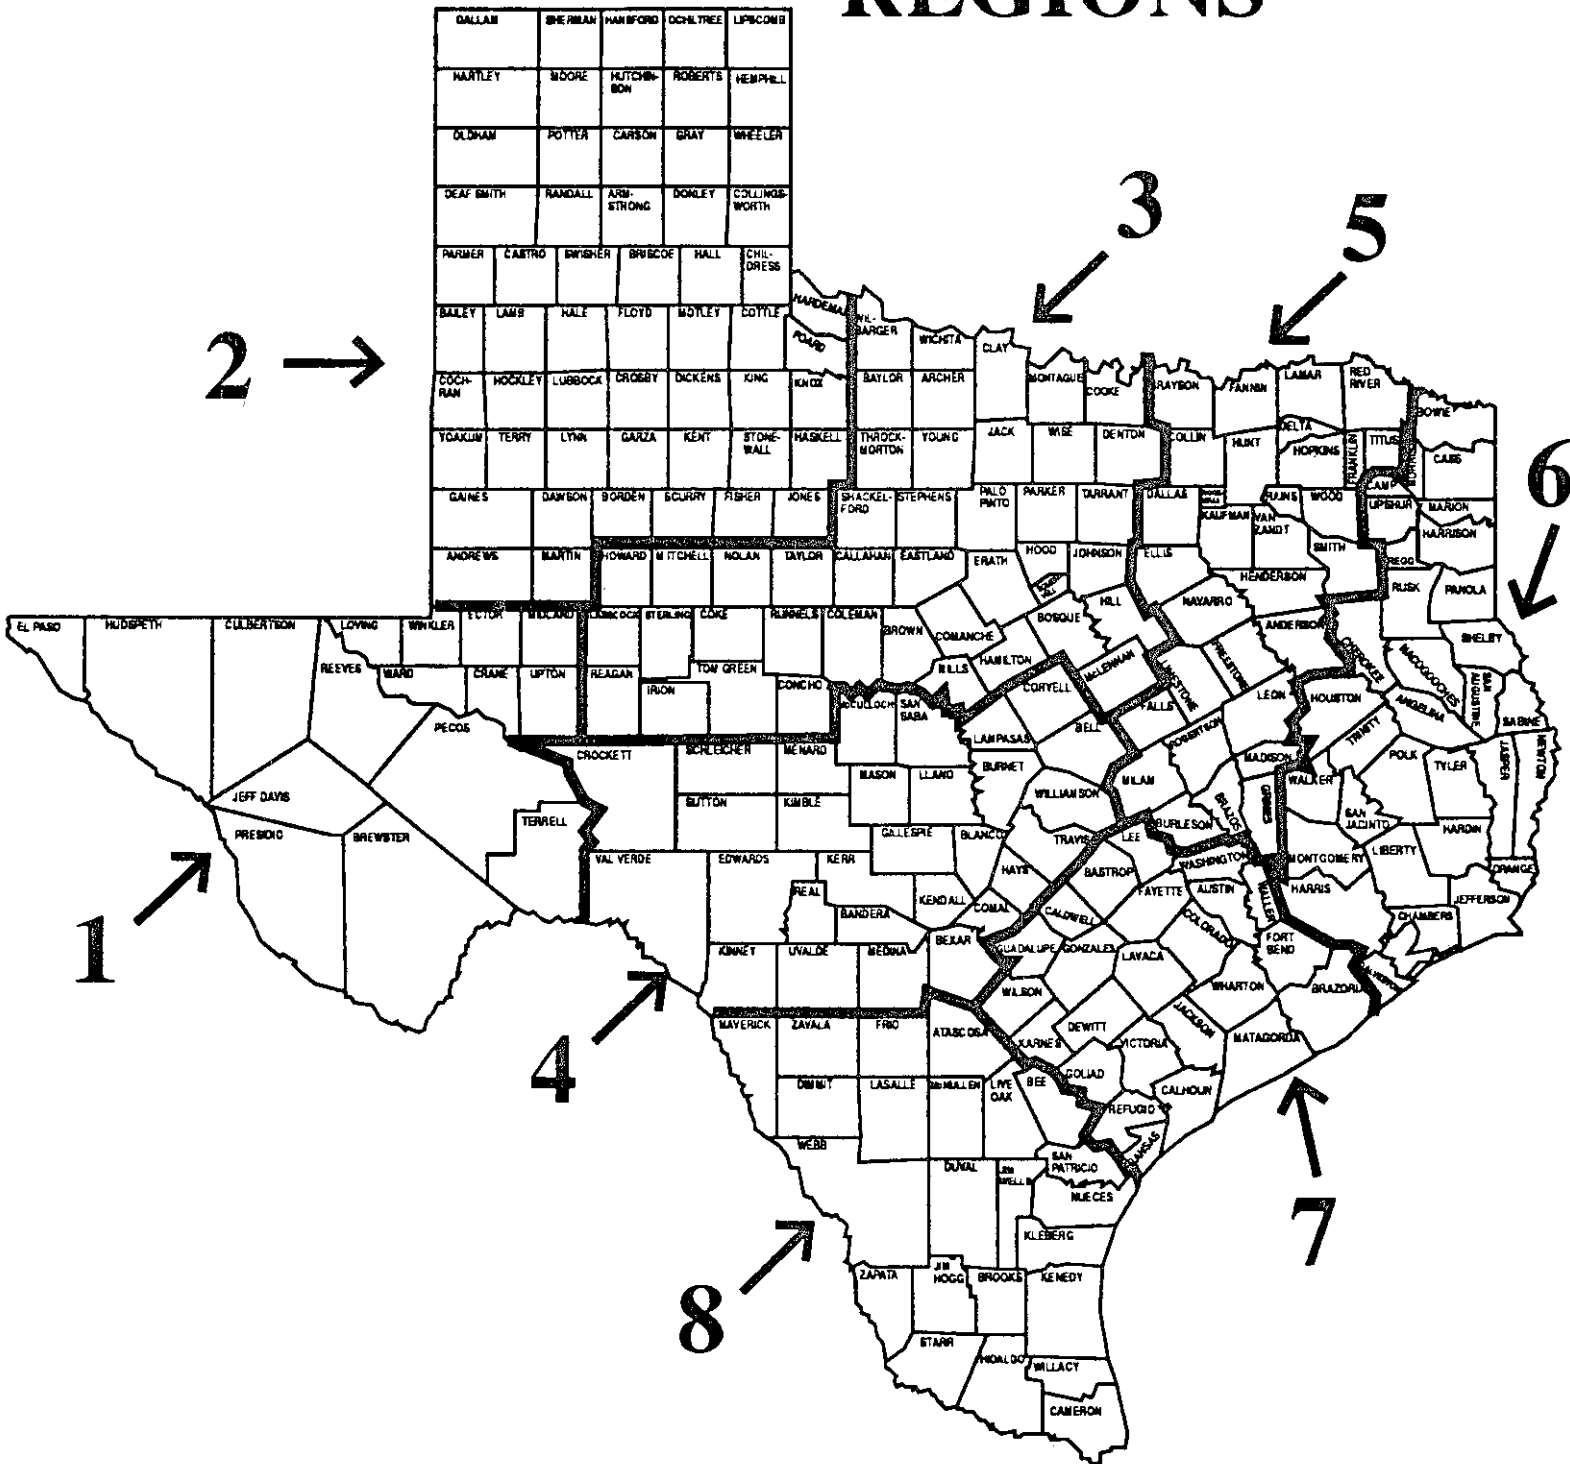 REGIONS
DALLAM SHERMAN HANSFORD OCHILTREE LIPSCOMB
HARTLEY MOORE HUTCHIN-
SON ROBERTS HEMPHILL
OLDHAM POTTER CARSON GRAY WHEELER
DEAF SMITH RANDALL ARM-
STRONG DONLEY COLLINGS-
WORTH
3
5
PARMER CASTRO SWISHER BRISCOE HALL CHIL-
DRESS
HARDEMAN
BAILEY LAMB HALE FLOYD MOTLEY COTTLE FOARD WIL-
BARGER WICHITA CLAY
2
COCH-
RAN HOCKLEY LUBBOCK CROSBY DICKENS KING KNOX BAYLOR ARCHER MONTAGUE COOKE GRAYSON FANNIN LAMAR RED
RIVER BOWIE
YOAKUM TERRY LYNN GARZA KENT STONE-
WALL HASKELL THROCK-
MORTON YOUNG JACK WISE DENTON COLLIN HUNT DELTA HOPKINS FRANKLIN TITUS MORRIS CASS
6
GAINES DAWSON BORDEN SCURRY FISHER JONES SHACKEL-
FORD STEPHENS PALO
PINTO PARKER TARRANT DALLAS RAINS WOOD CAMP UPSHUR MARION
KAUFMAN VAN
ZANDT HARRISON
ANDREWS MARTIN HOWARD MITCHELL NOLAN TAYLOR CALLAHAN EASTLAND ERATH HOOD JOHNSON ELLIS SMITH
HENDERSON RUSK PANOLA
EL PASO HUDSPETH CULBERTSON LOVING WINKLER ECTOR MIDLAND STERLING COKE RUNNELS COLEMAN BROWN COMANCHE BOSQUE HILL NAVARRO ANDERSON CHEROKEE SHELBY
REEVES WARD CRANE UPTON REAGAN IRION TOM GREEN CONCHO MILLS HAMILTON McLENNAN LIMESTONE FREESTONE NACOGDOCHES
McCULLOCH SAN
SABA CORYELL FALLS LEON HOUSTON ANGELINA SAN
AUGUSTINE SABINE
PECOS CROCKETT SCHLEICHER MENARD LAMPASAS BELL ROBERTSON MADISON TRINITY POLK TYLER JASPER NEWTON
MASON LLANO BURNET WILLIAMSON MILAM WALKER
JEFF DAVIS SUTTON KIMBLE BRAZOS GRIMES SAN
JACINTO HARDIN
PRESIDIO BREWSTER TERRELL GILLESPIE BLANCO TRAVIS LEE BURLESON
VAL VERDE EDWARDS KERR HAYS BASTROP WASHINGTON MONTGOMERY LIBERTY ORANGE
1
REAL BANDERA KENDALL COMAL CALDWELL FAYETTE AUSTIN WALLER HARRIS CHAMBERS JEFFERSON
KINNEY UVALDE MEDINA BEXAR GUADALUPE GONZALES LAVACA COLORADO FORT
BEND
WILSON WHARTON BRAZORIA GALVESTON
4
MAVERICK ZAVALA FRIO ATASCOSA KARNES DEWITT VICTORIA JACKSON MATAGORDA
DIMMIT LASALLE McMULLEN LIVE
OAK BEE GOLIAD CALHOUN
REFUGIO
WEBB DUVAL JIM
WELLS SAN
PATRICIO ARANSAS
NUECES
7
KLEBERG
8
ZAPATA JIM
HOGG BROOKS KENEDY
STARR HIDALGO WILLACY
CAMERON